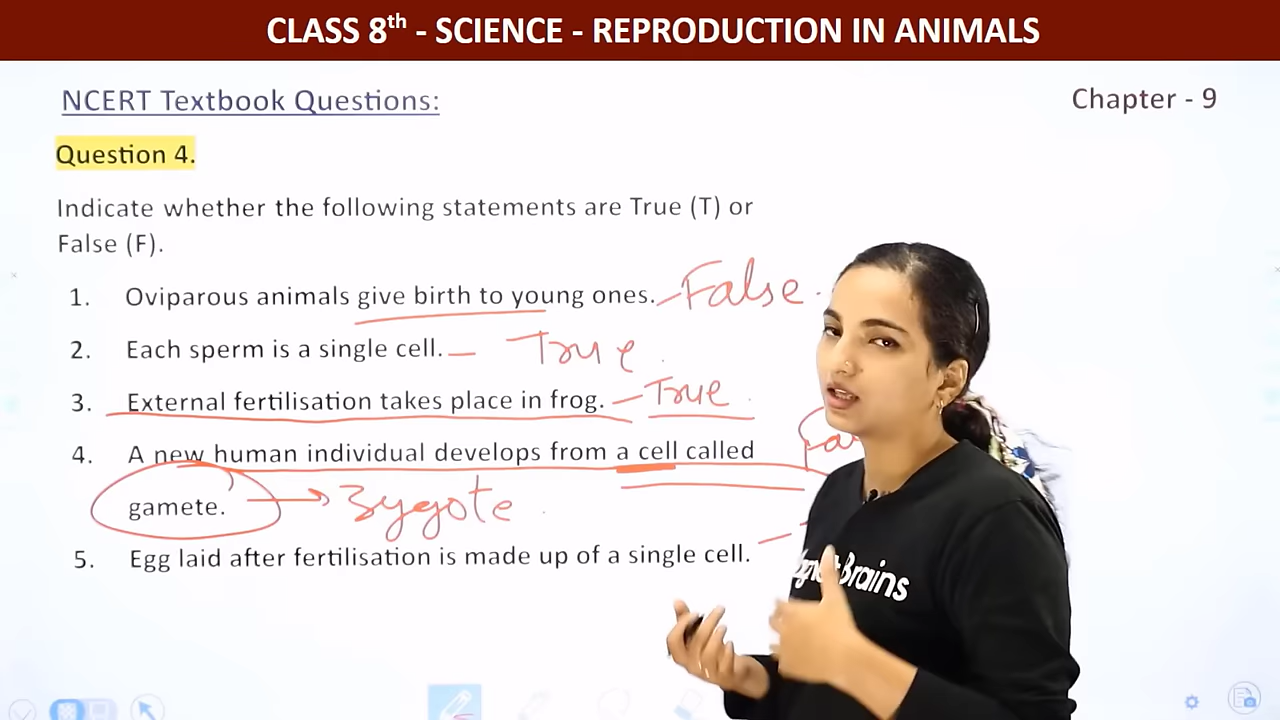 CLASS 8th - SCIENCE - REPRODUCTION IN ANIMALS
NCERT Textbook Questions:
Chapter - 9
Question 4.
Indicate whether the following statements are True (T) or
False (F).
1. Oviparous animals give birth to young ones. - False.
2. Each sperm is a single cell. - True.
3. External fertilisation takes place in frog. - True.
4. A new human individual develops from a cell called
gamete. → Zygote.
5. Egg laid after fertilisation is made up of a single cell. -
Brains